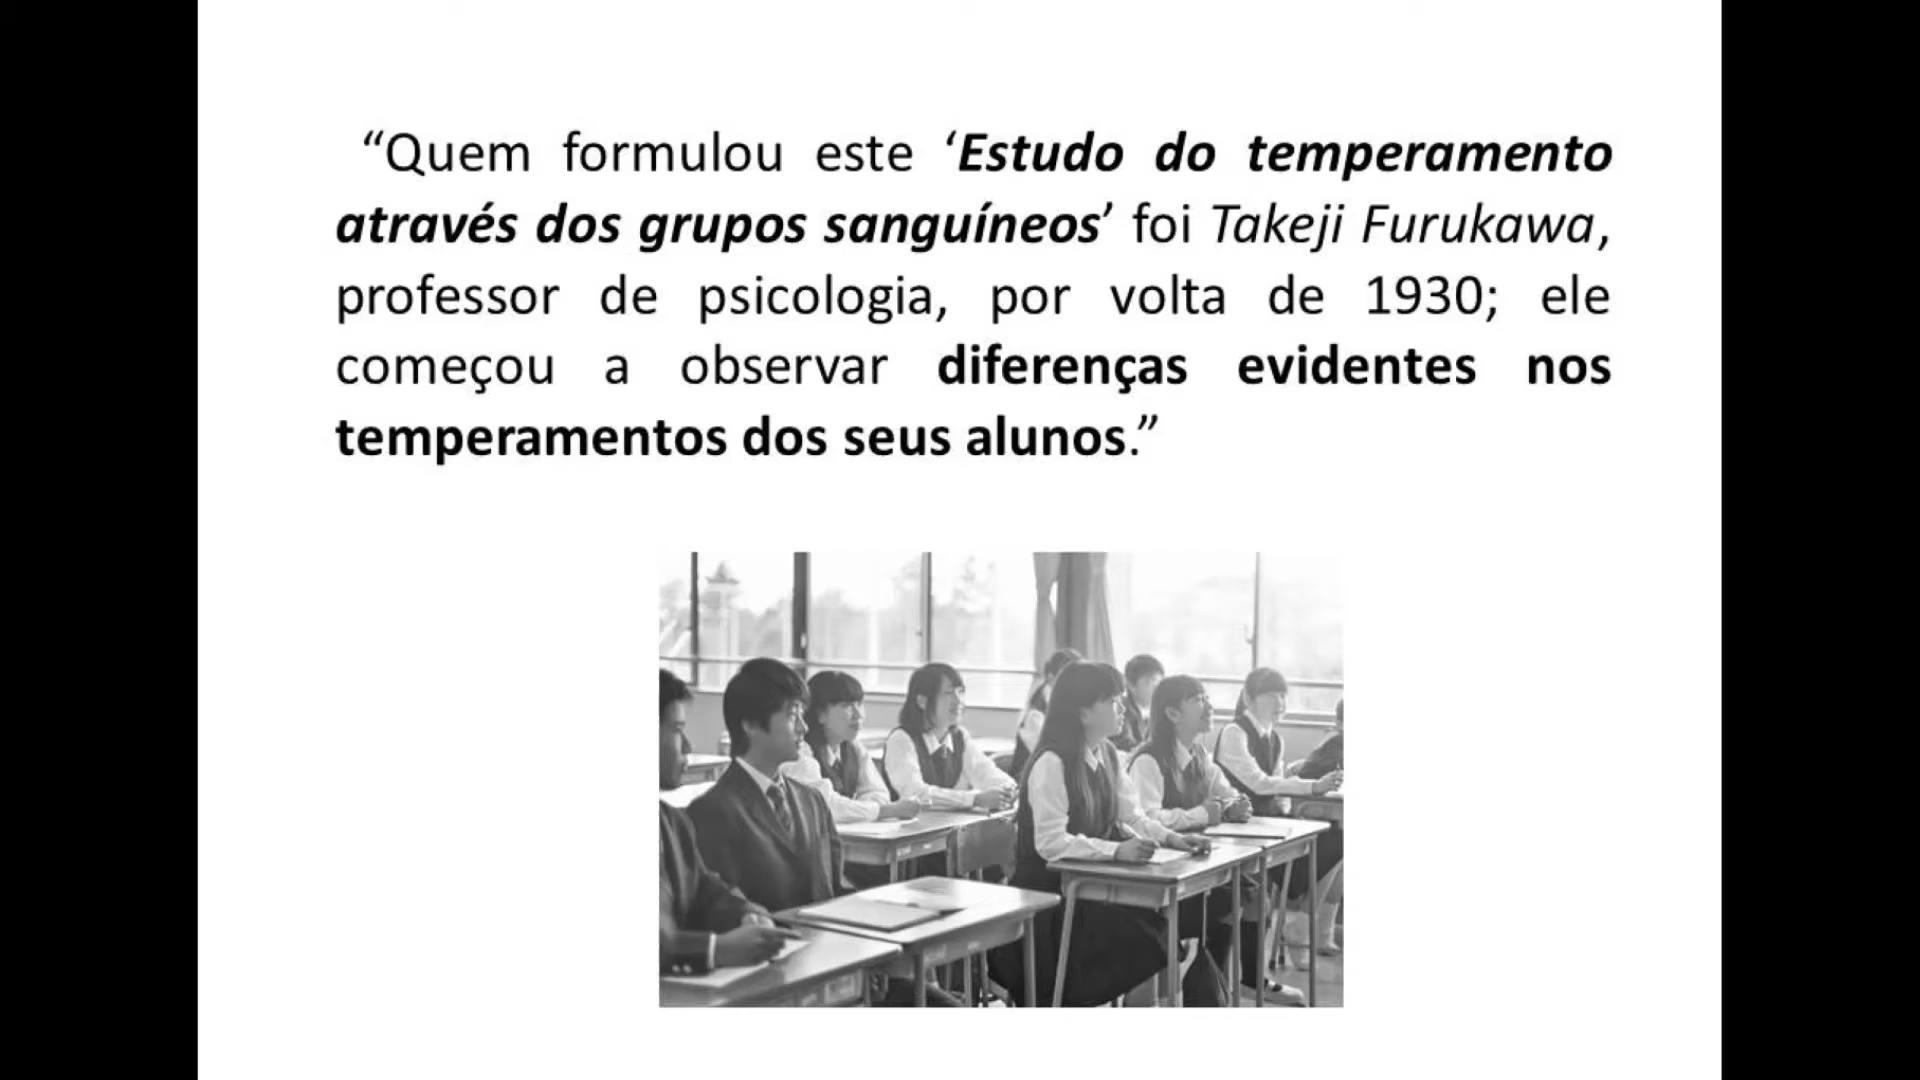 “Quem formulou este ‘Estudo do temperamento
através dos grupos sanguíneos’ foi Takeji Furukawa,
professor de psicologia, por volta de 1930; ele
começou a observar diferenças evidentes nos
temperamentos dos seus alunos.”